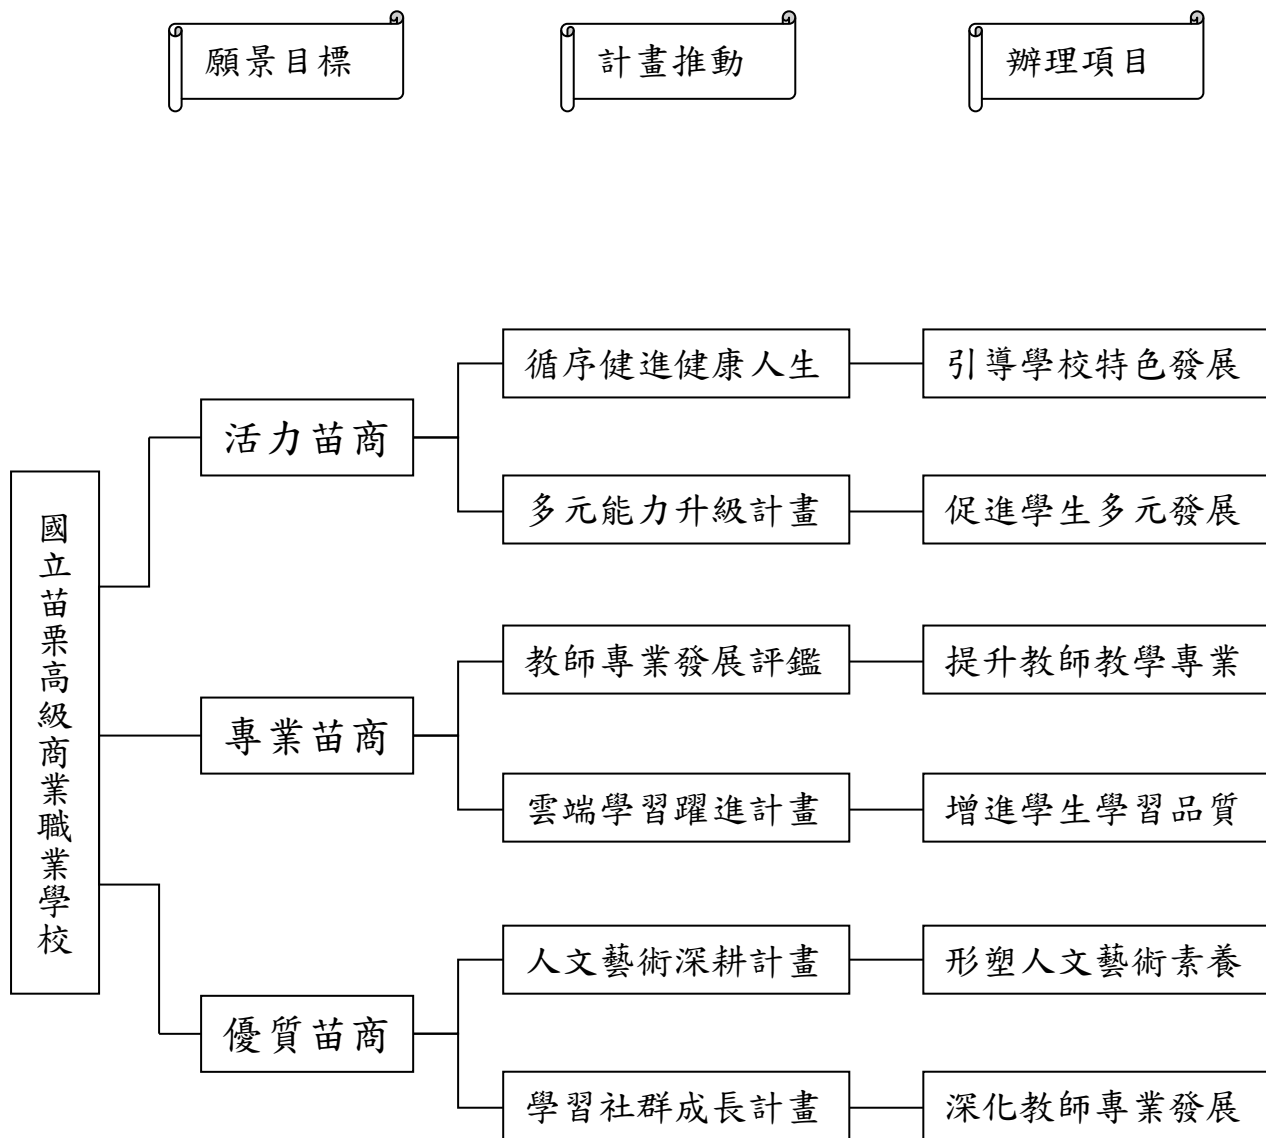 願景目標
計畫推動
辦理項目
國立苗栗高級商業職業學校
活力苗商
循序健進健康人生
引導學校特色發展
多元能力升級計畫
促進學生多元發展
專業苗商
教師專業發展評鑑
提升教師教學專業
雲端學習躍進計畫
增進學生學習品質
優質苗商
人文藝術深耕計畫
形塑人文藝術素養
學習社群成長計畫
深化教師專業發展